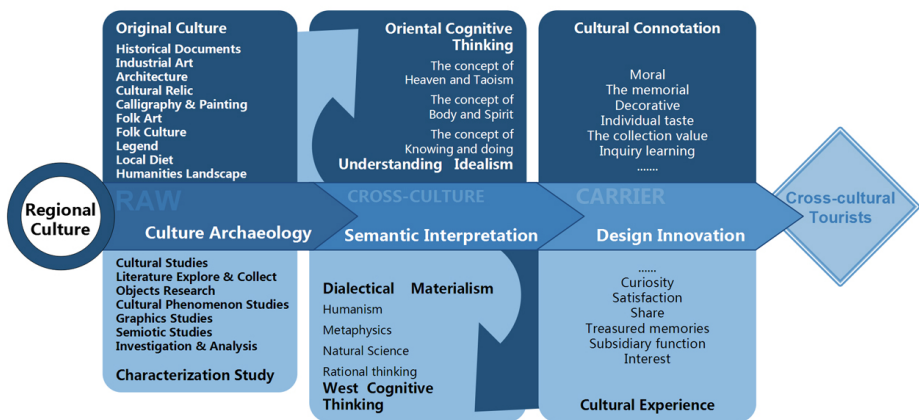 Regional
Culture
Original Culture
Historical Documents
Industrial Art
Architecture
Cultural Relic
Calligraphy & Painting
Folk Art
Folk Culture
Legend
Local Diet
Humanities Landscape
RAW
Culture Archaeology
Cultural Studies
Literature Explore & Collect
Objects Research
Cultural Phenomenon Studies
Graphics Studies
Semiotic Studies
Investigation & Analysis
Characterization Study
Oriental Cognitive
Thinking
The concept of
Heaven and Taoism
The concept of
Body and Spirit
The concept of
Knowing and doing
Understanding Idealism
CROSS-CULTURE
Semantic Interpretation
Dialectical Materialism
Humanism
Metaphysics
Natural Science
Rational thinking
West Cognitive
Thinking
Cultural Connotation
Moral
The memorial
Decorative
Individual taste
The collection value
Inquiry learning
.......
CARRIER
Design Innovation
......
Curiosity
Satisfaction
Share
Treasured memories
Subsidiary function
Interest
Cultural Experience
Cross-cultural
Tourists